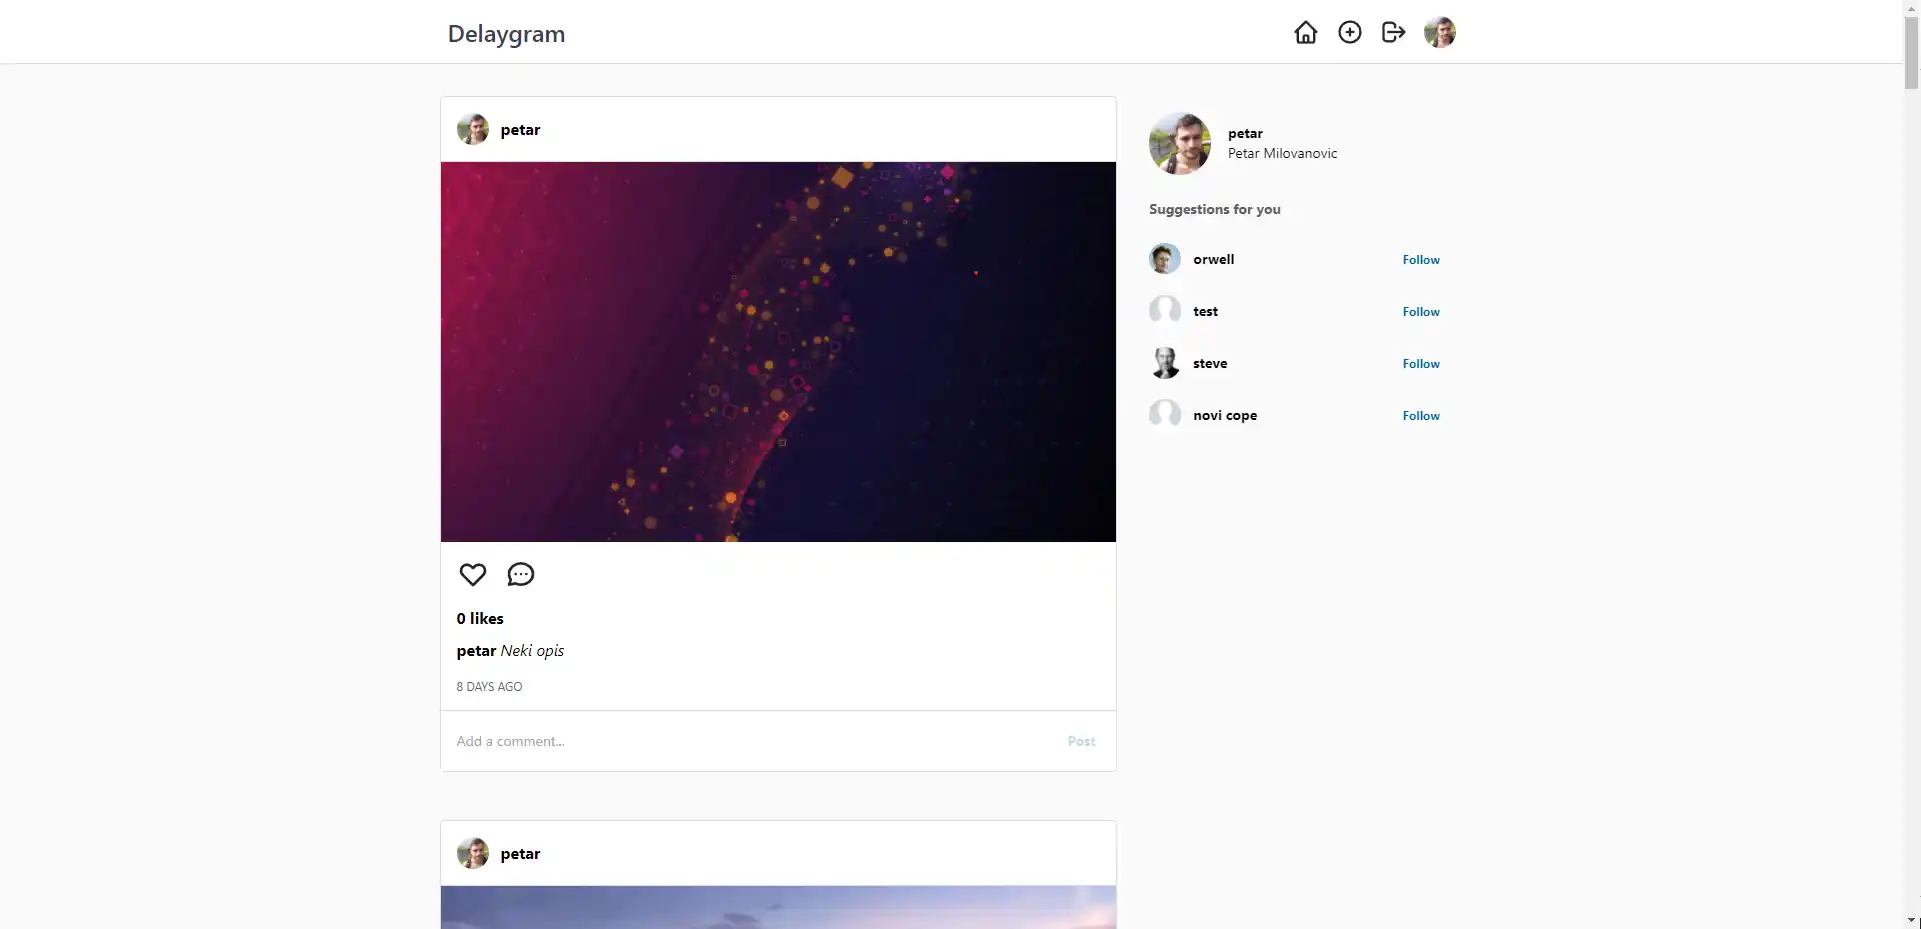 Delaygram
petar
petar
Petar Milovanovic
Suggestions for you
orwell Follow
test Follow
steve Follow
novi cope Follow
0 likes
petar Neki opis
8 DAYS AGO
Add a comment... Post
petar